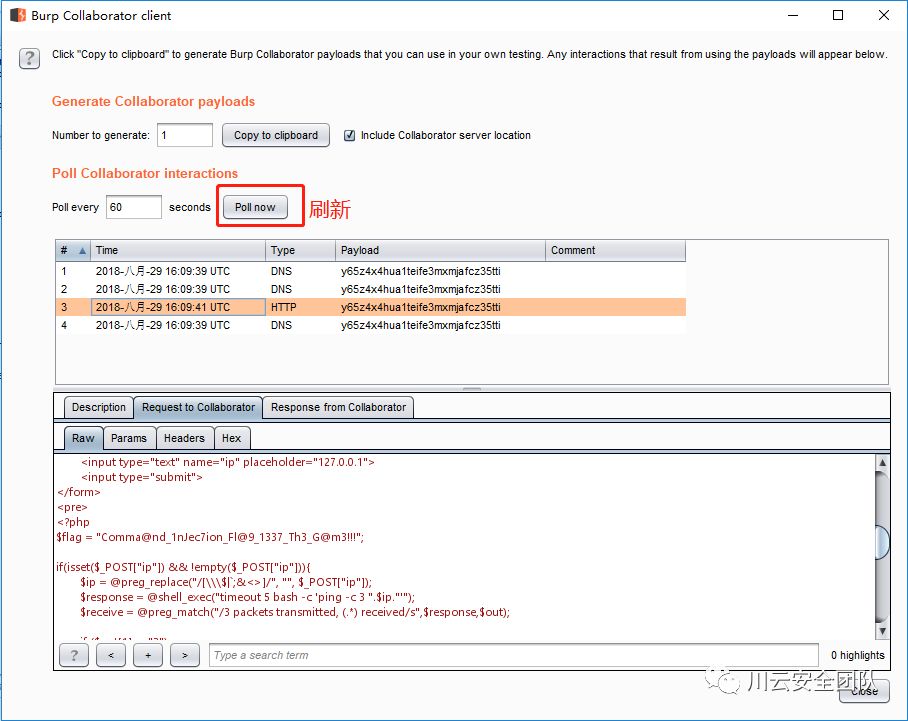 Burp Collaborator client
Click "Copy to clipboard" to generate Burp Collaborator payloads that you can use in your own testing. Any interactions that result from using the payloads will appear below.
Generate Collaborator payloads
Number to generate: 1 Copy to clipboard Include Collaborator server location
Poll Collaborator interactions
Poll every 60 seconds Poll now 刷新
# Time Type Payload Comment
1 2018-八月-29 16:09:39 UTC DNS y65z4x4hua1teife3mxmjafcz35tti
2 2018-八月-29 16:09:39 UTC DNS y65z4x4hua1teife3mxmjafcz35tti
3 2018-八月-29 16:09:41 UTC HTTP y65z4x4hua1teife3mxmjafcz35tti
4 2018-八月-29 16:09:39 UTC DNS y65z4x4hua1teife3mxmjafcz35tti
Description Request to Collaborator Response from Collaborator
Raw Params Headers Hex
<input type="text" name="ip" placeholder="127.0.0.1">
<input type="submit">
</form>
<pre>
<?php
$flag = "Comma@nd_1nJec7ion_Fl@9_1337_Th3_G@m3!!!";
if(isset($_POST["ip"]) && !empty($_POST["ip"])){
$ip = @preg_replace("/[\\\$|`;&<>]/", "", $_POST["ip"]);
$response = @shell_exec("timeout 5 bash -c 'ping -c 3 ".$ip."'");
$receive = @preg_match("/3 packets transmitted, (.*) received/s",$response,$out);
? < + > Type a search term 0 highlights
川云安全团队
Close